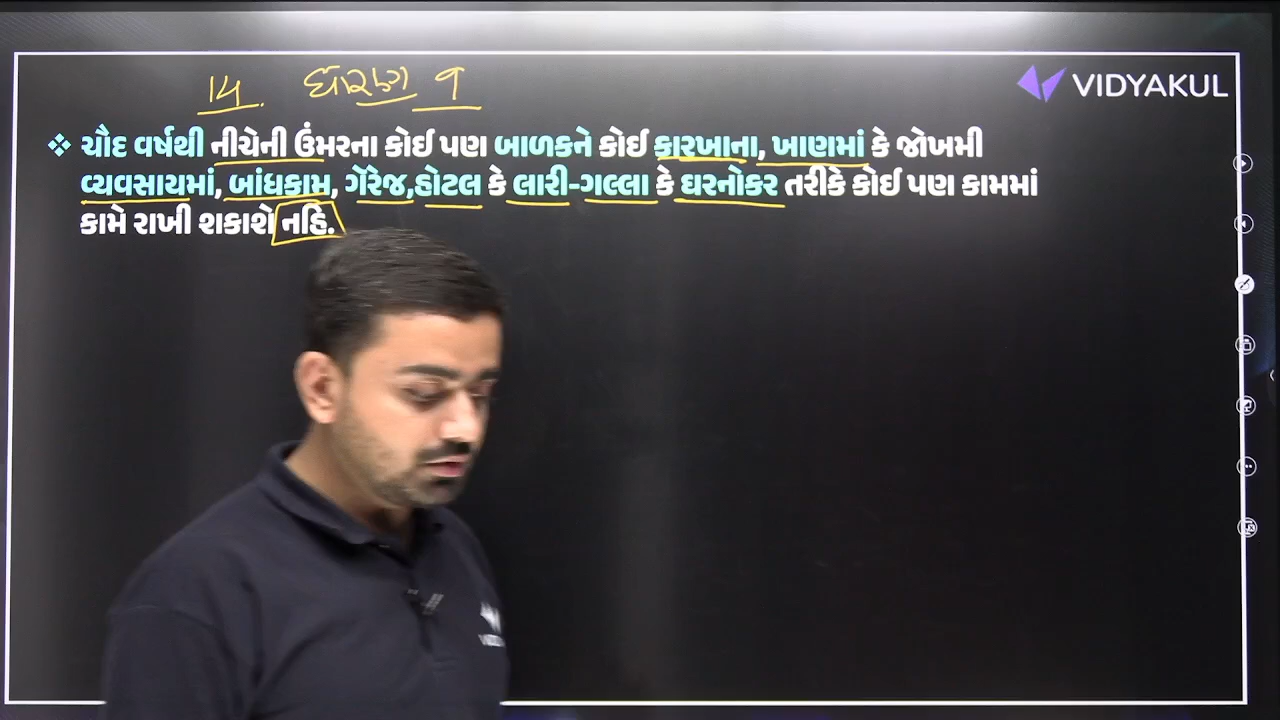 14 ધોરણ 9
VIDYAKUL
❖ ચૌદ વર્ષથી નીચેની ઉંમરના કોઈ પણ બાળકને કોઈ કારખાના, ખાણમાં કે જોખમી
વ્યવસાયમાં, બાંધકામ, ગેરેજ,હોટલ કે લારી-ગલ્લા કે ઘરનોકર તરીકે કોઈ પણ કામમાં
કામે રાખી શકાશે નહિ.